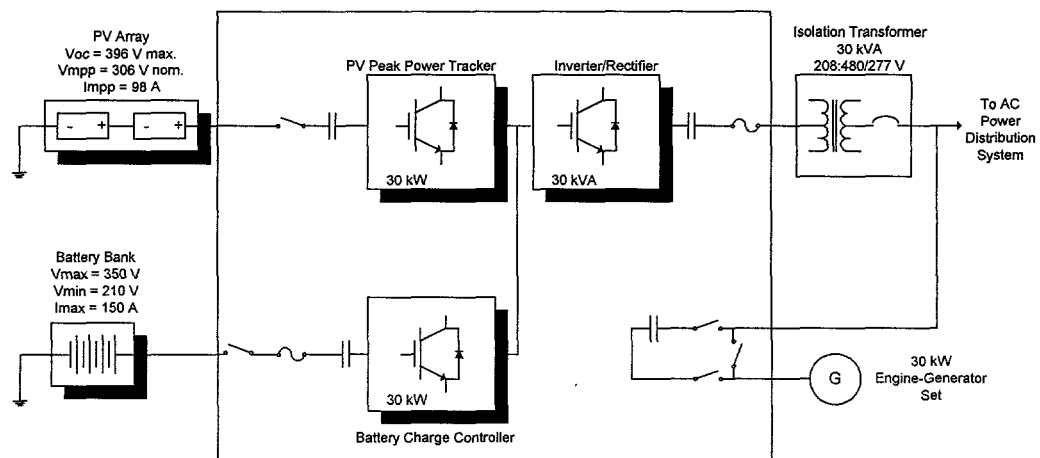 PV Array
Voc = 396 V max.
Vmpp = 306 V nom.
Impp = 98 A
- + - +
PV Peak Power Tracker
30 kW
Inverter/Rectifier
30 kVA
Isolation Transformer
30 kVA
208:480/277 V
To AC
Power
Distribution
System
Battery Bank
Vmax = 350 V
Vmin = 210 V
Imax = 150 A
30 kW
Battery Charge Controller
G
30 kW
Engine-Generator
Set